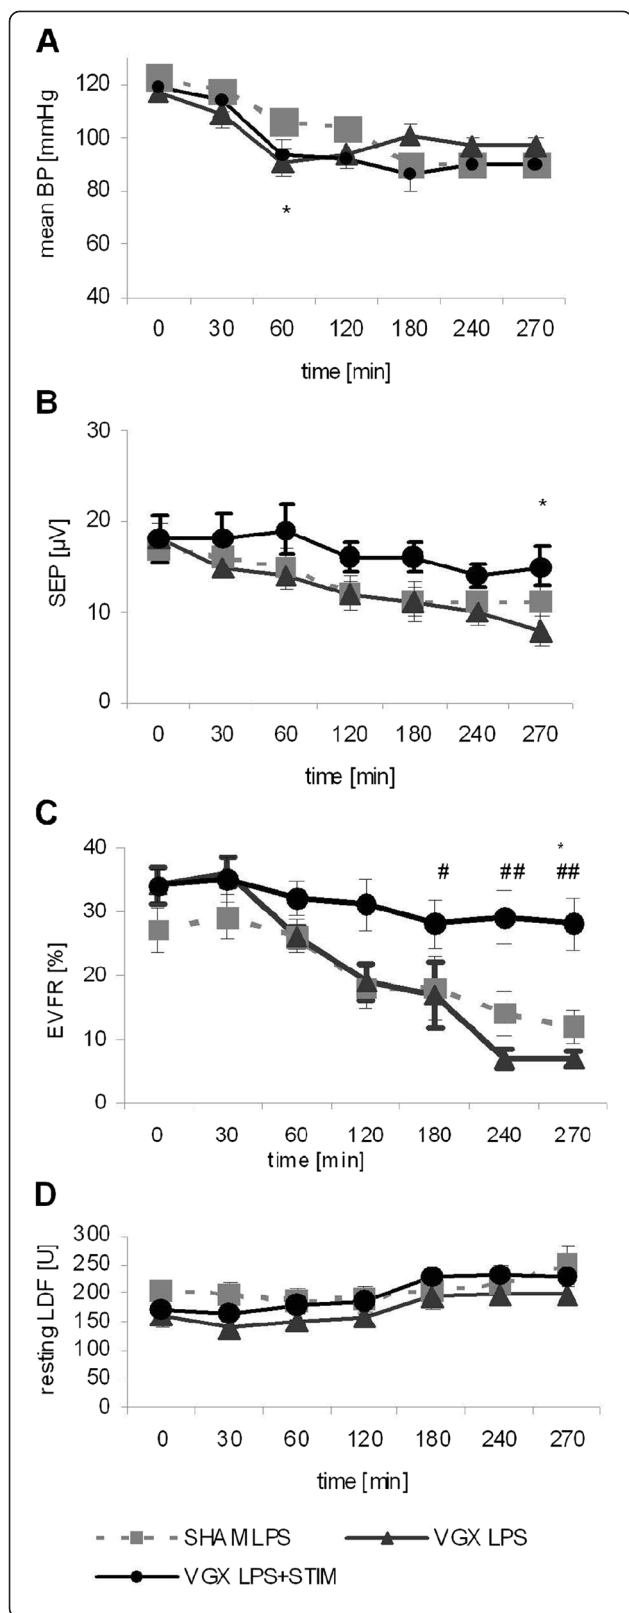 A
mean BP [mmHg]
120
100
80
60
40
*
0 30 60 120 180 240 270
time [min]
B
SEP [µV]
30
20
10
0
*
0 30 60 120 180 240 270
time [min]
C
EVFR [%]
40
30
20
10
0
*
# ## ##
0 30 60 120 180 240 270
time [min]
D
resting LDF [U]
300
250
200
150
100
50
0
0 30 60 120 180 240 270
time [min]
SHAM LPS VGX LPS
VGX LPS+STIM